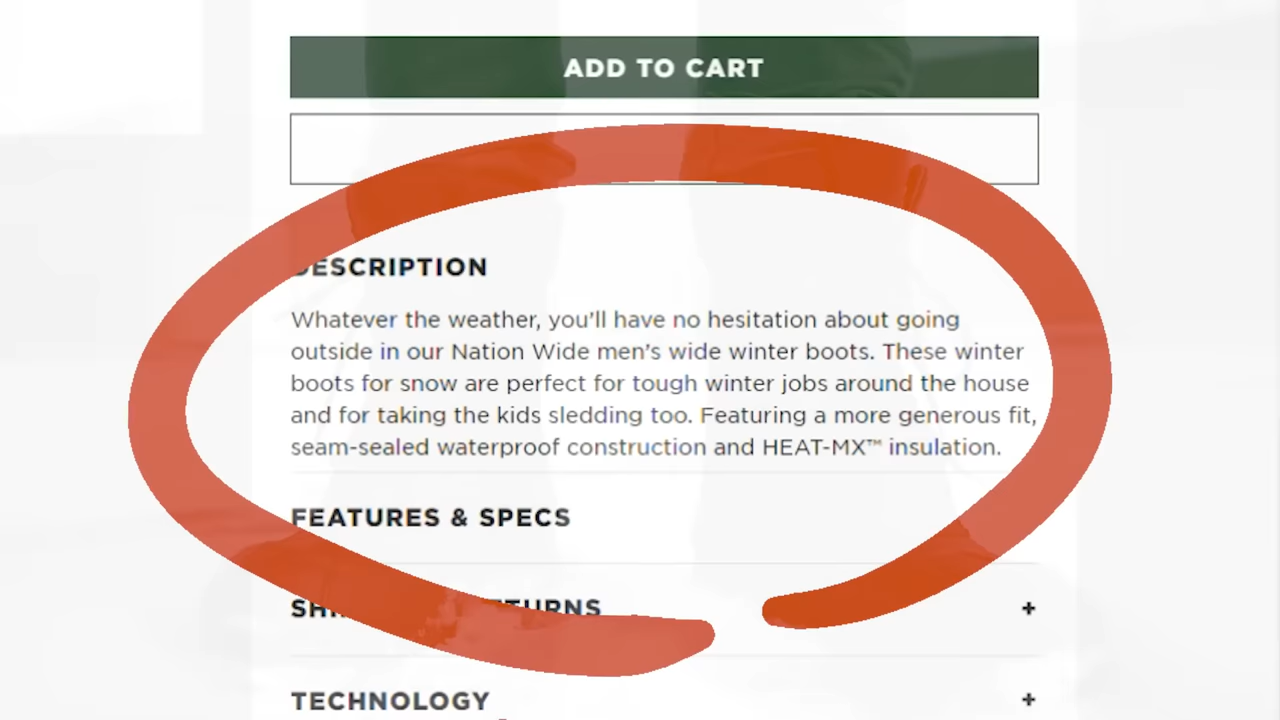 ADD TO CART
DESCRIPTION
Whatever the weather, you'll have no hesitation about going
outside in our Nation Wide men's wide winter boots. These winter
boots for snow are perfect for tough winter jobs around the house
and for taking the kids sledding too. Featuring a more generous fit,
seam-sealed waterproof construction and HEAT-MX™ insulation.
FEATURES & SPECS
+
TECHNOLOGY +